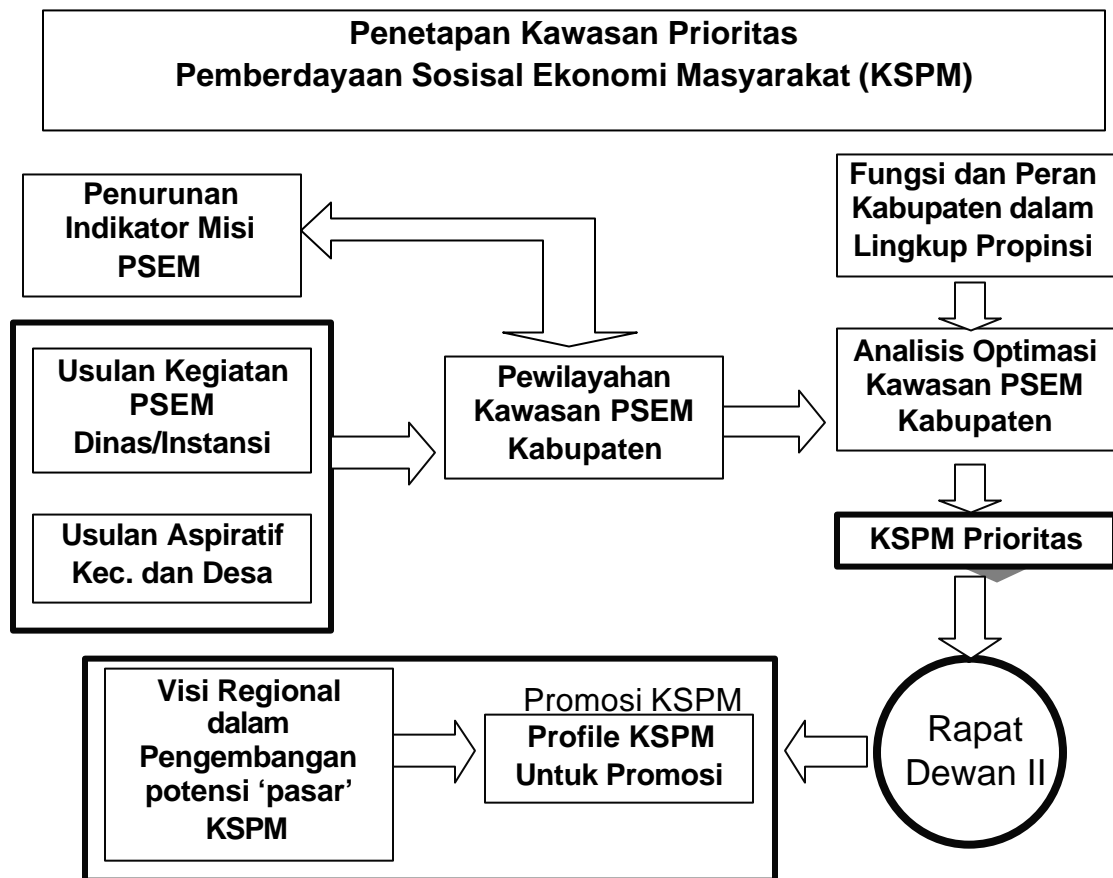 Penetapan Kawasan Prioritas
Pemberdayaan Sosisal Ekonomi Masyarakat (KSPM)
Penurunan
Indikator Misi
PSEM
Fungsi dan Peran
Kabupaten dalam
Lingkup Propinsi
Usulan Kegiatan
PSEM
Dinas/Instansi
Usulan Aspiratif
Kec. dan Desa
Pewilayahan
Kawasan PSEM
Kabupaten
Analisis Optimasi
Kawasan PSEM
Kabupaten
KSPM Prioritas
Rapat
Dewan II
Visi Regional
dalam
Pengembangan
potensi ‘pasar’
KSPM
Promosi KSPM
Profile KSPM
Untuk Promosi